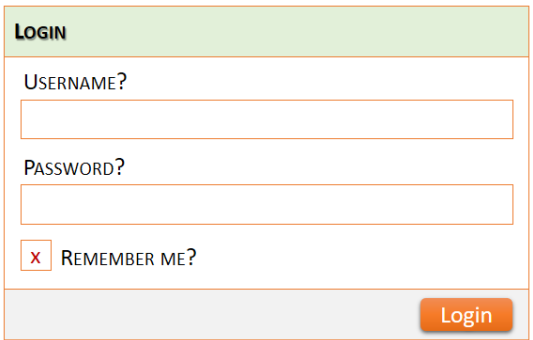 Login
Username?
Password?
x Remember me?
Login